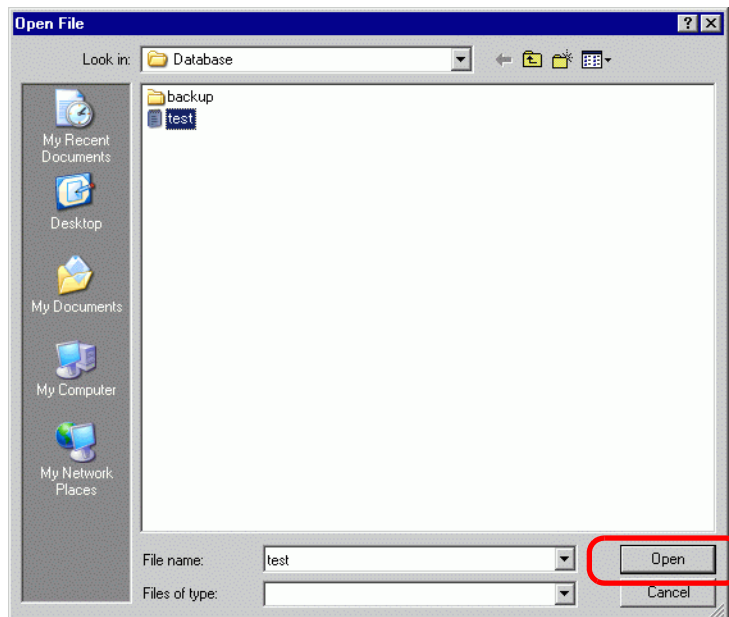 Open File
Look in:
Database
My Recent
Documents
Desktop
My Documents
My Computer
My Network
Places
backup
test
File name:
test
Open
Files of type:
Cancel